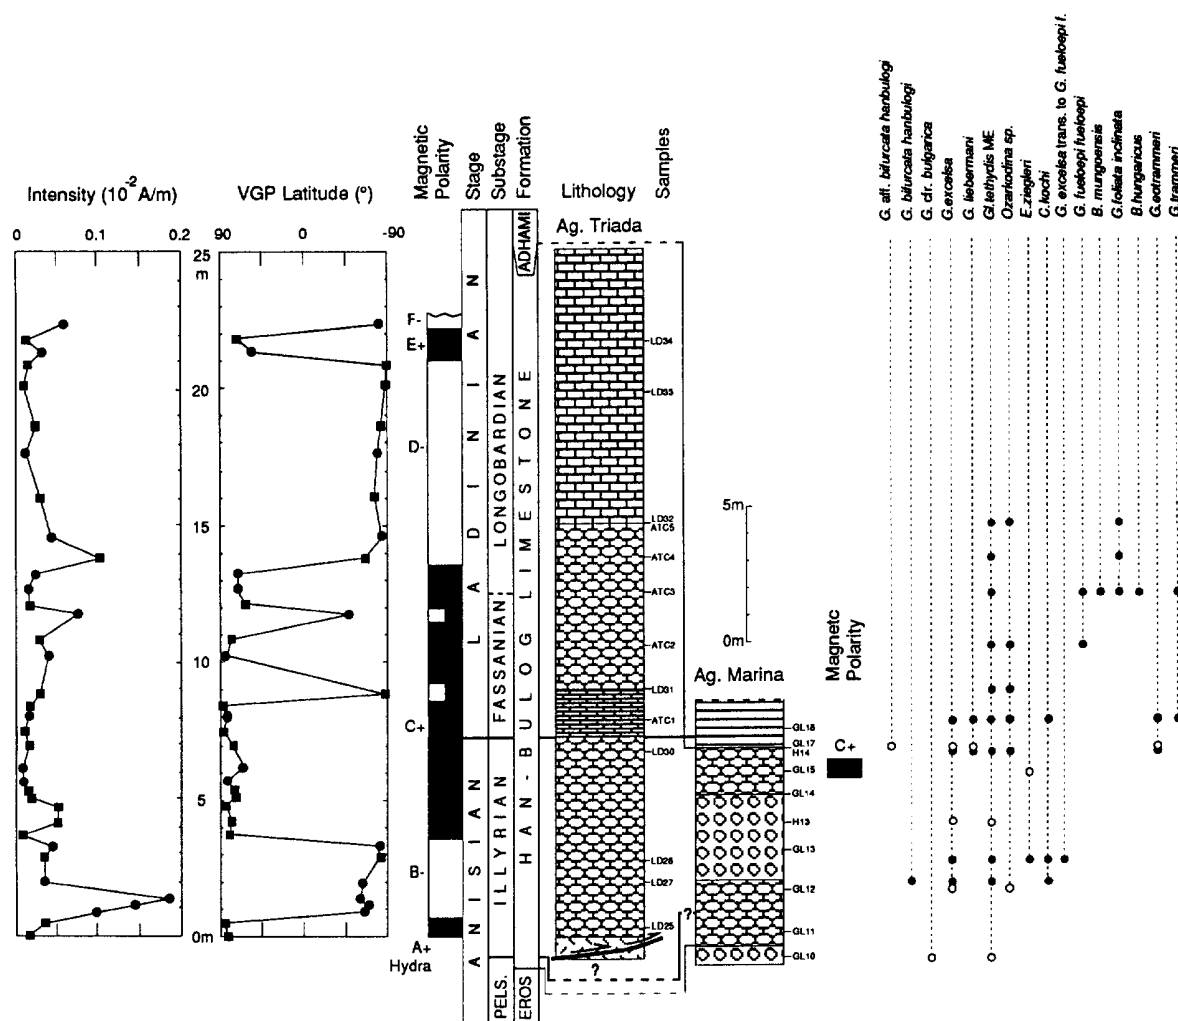 Intensity (10⁻² A/m)
0 0.1 0.2
VGP Latitude (°)
90 0 -90
25
m
20
15
10
5
0m
Magnetic
Polarity
F-
E+
D-
C+
B-
A+
Hydra
STAGE
LADINIAN
ANISIAN
Substage
LONGOBARDIAN
FASSANIAN
ILLYRIAN
PELS.
FORMATION
ADHAMI
HAN-BULOG LIMESTONE
EROS
Lithology
Ag. Triada
Samples
LD34
LD33
LD32
ATC5
ATC4
ATC3
ATC2
LD31
ATC1
LD30
LD28
LD27
LD25
?
?
5m
0m
Ag. Marina
GL18
GL17
H14
GL15
GL14
H13
GL13
GL12
GL11
GL10
Magnetc
Polarity
C+
G. aff. bifurcata hanbulogi
G. bifurcata hanbulogi
G. cfr. bulgarica
G.excelsa
G. liebermani
Gl.tethydis ME
Ozarkodina sp.
E.ziegleri
C.kochi
G. excelsa trans. to G. fueloepi f.
G. fueloepi fueloepi
B. mungoensis
G.foliata inclinata
B.hungaricus
G.eotrammeri
G.trammeri